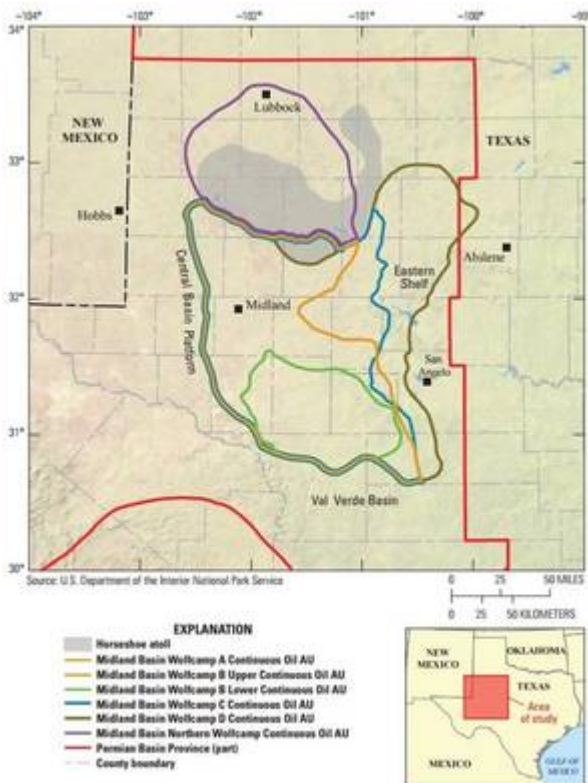 -104° -103° -102° -101° -100° -99°
34°
Lubbock
NEW
MEXICO
TEXAS
33°
Hobbs
Abilene
Eastern
Shelf
Central Basin Platform
32°
Midland
San
Angelo
31°
Val Verde Basin
30°
Source: U.S. Department of the Interior National Park Service
0 25 50 MILES
0 25 50 KILOMETERS
EXPLANATION
Horseshoe atoll
Midland Basin Wolfcamp A Continuous Oil AU
Midland Basin Wolfcamp B Upper Continuous Oil AU
Midland Basin Wolfcamp B Lower Continuous Oil AU
Midland Basin Wolfcamp C Continuous Oil AU
Midland Basin Wolfcamp D Continuous Oil AU
Midland Basin Northern Wolfcamp Continuous Oil AU
Permian Basin Province (part)
County boundary
NEW
MEXICO
OKLAHOMA
TEXAS
Area
of study
MEXICO
GULF OF
MEXICO